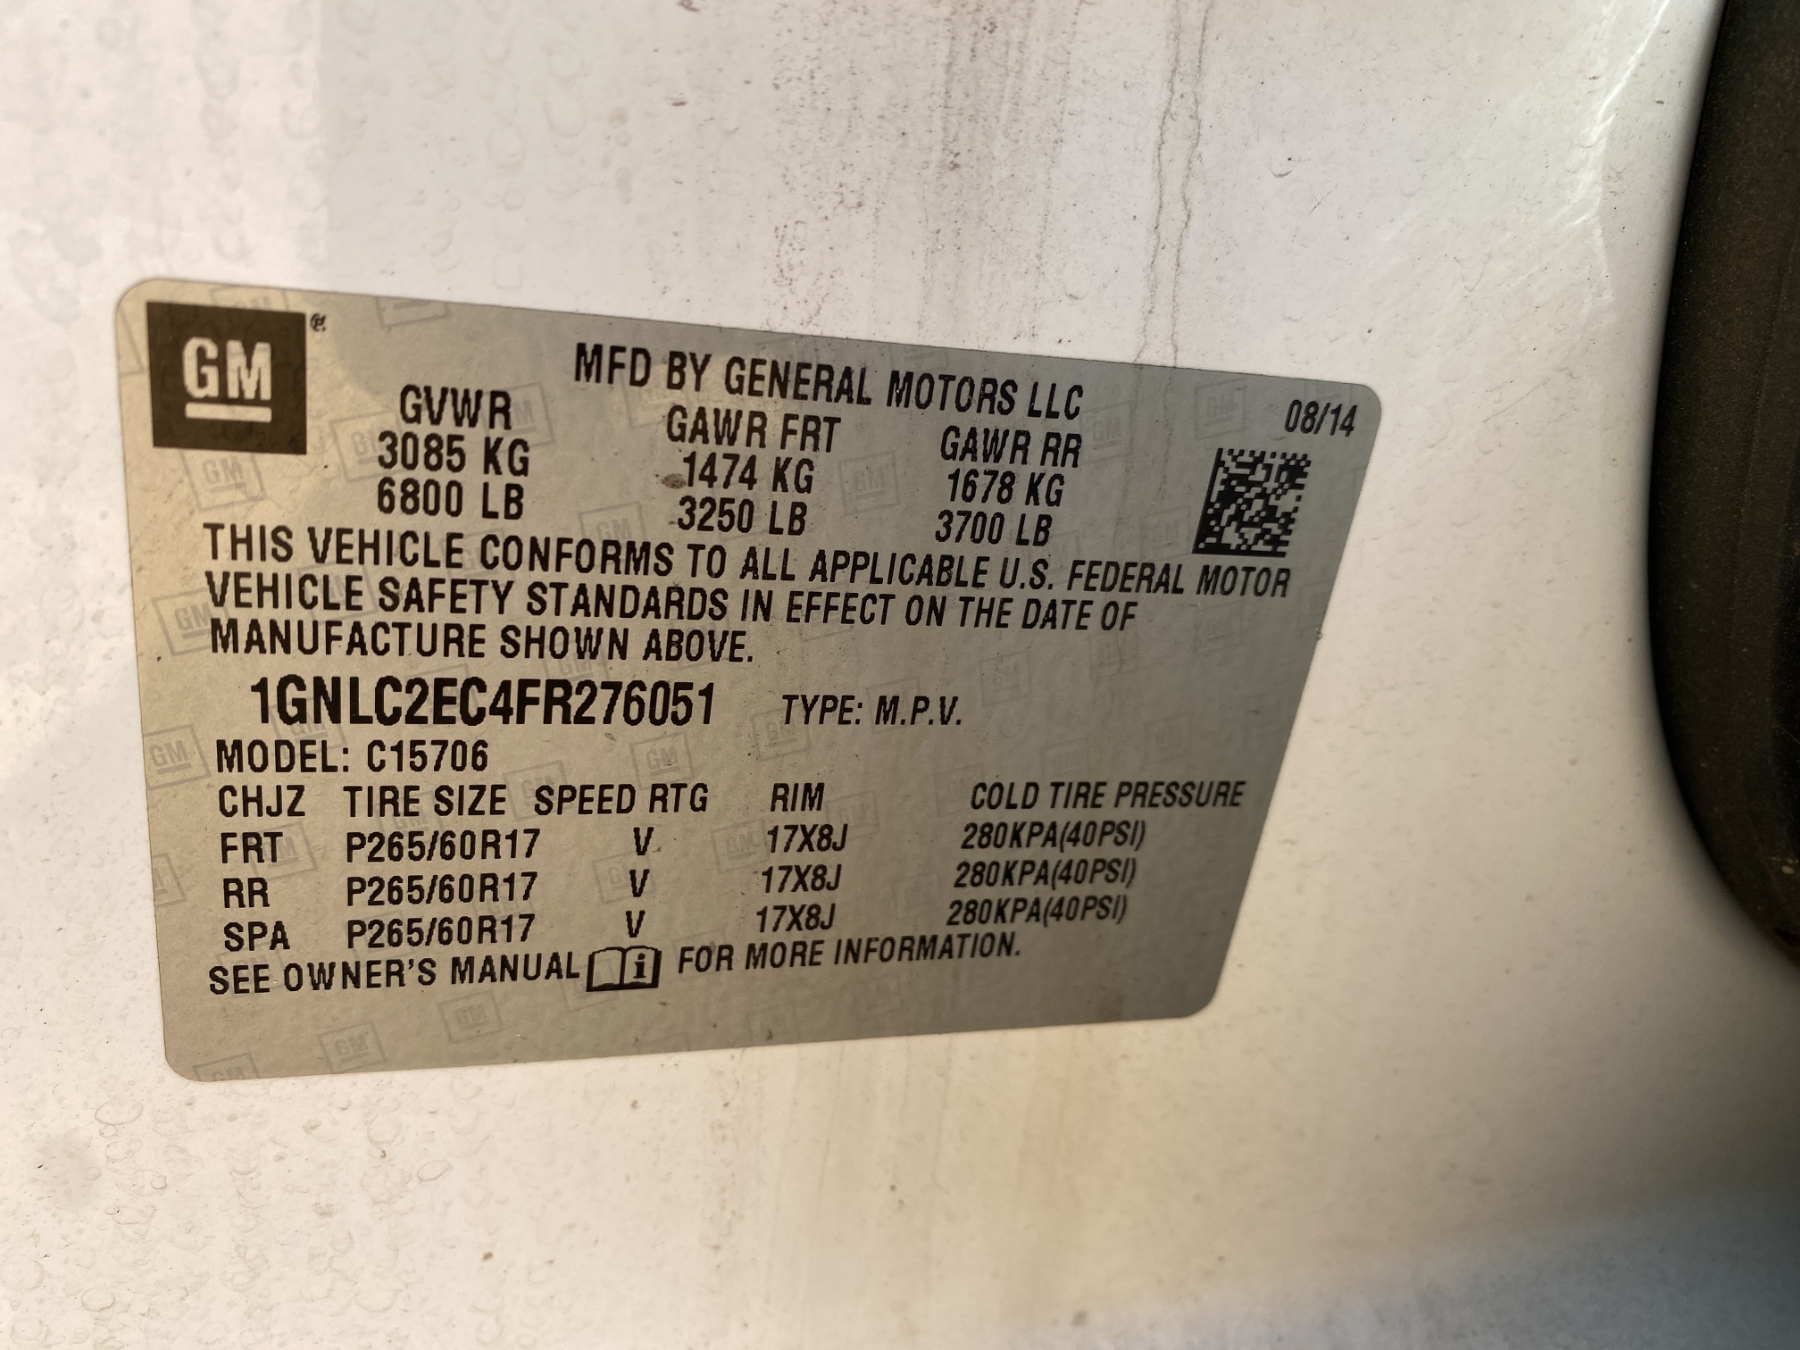 GM
MFD BY GENERAL MOTORS LLC 08/14
GVWR GAWR FRT GAWR RR
3085 KG 1474 KG 1678 KG
6800 LB 3250 LB 3700 LB
THIS VEHICLE CONFORMS TO ALL APPLICABLE U.S. FEDERAL MOTOR
VEHICLE SAFETY STANDARDS IN EFFECT ON THE DATE OF
MANUFACTURE SHOWN ABOVE.
1GNLC2EC4FR276051 TYPE: M.P.V.
MODEL: C15706
CHJZ TIRE SIZE SPEED RTG RIM COLD TIRE PRESSURE
FRT P265/60R17 V 17X8J 280KPA(40PSI)
RR P265/60R17 V 17X8J 280KPA(40PSI)
SPA P265/60R17 V 17X8J 280KPA(40PSI)
SEE OWNER'S MANUAL i FOR MORE INFORMATION.